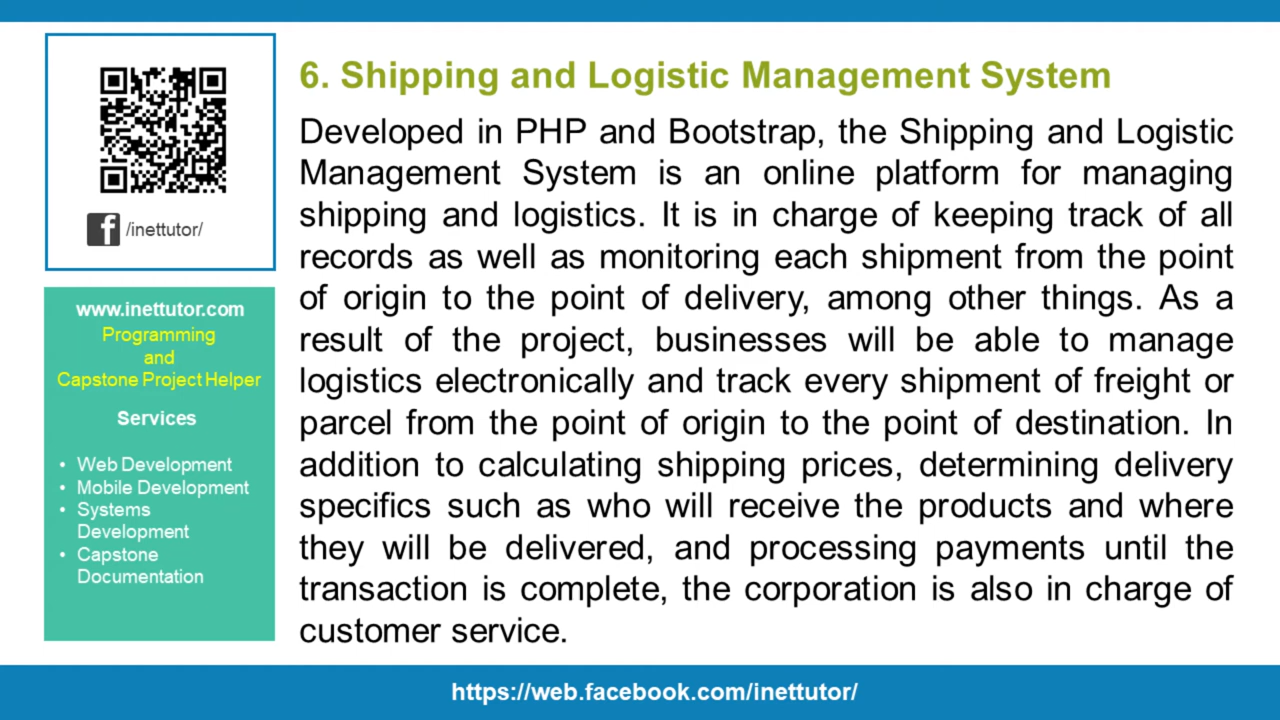 /inettutor/
www.inettutor.com
Programming
and
Capstone Project Helper
Services
• Web Development
• Mobile Development
• Systems
Development
• Capstone
Documentation
6. Shipping and Logistic Management System
Developed in PHP and Bootstrap, the Shipping and Logistic
Management System is an online platform for managing
shipping and logistics. It is in charge of keeping track of all
records as well as monitoring each shipment from the point
of origin to the point of delivery, among other things. As a
result of the project, businesses will be able to manage
logistics electronically and track every shipment of freight or
parcel from the point of origin to the point of destination. In
addition to calculating shipping prices, determining delivery
specifics such as who will receive the products and where
they will be delivered, and processing payments until the
transaction is complete, the corporation is also in charge of
customer service.
https://web.facebook.com/inettutor/